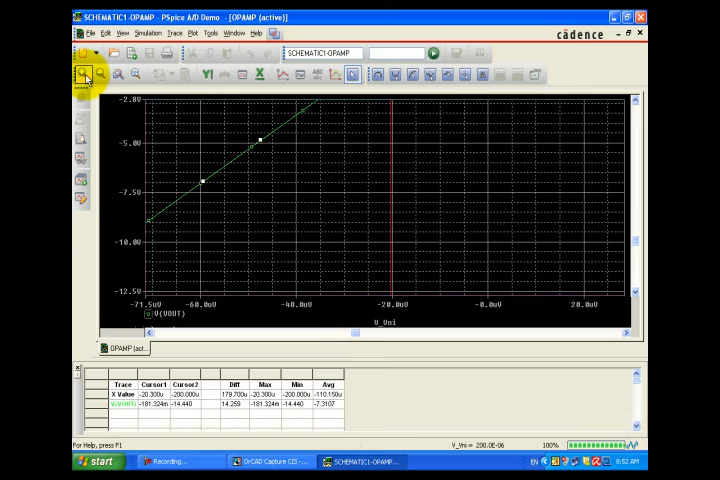 SCHEMATIC1-OPAMP - PSpice A/D Demo - [OPAMP (active)]
File Edit View Simulation Trace Plot Tools Window Help
cādence
SCHEMATIC1-OPAMP
ABC
-2.8V
-5.0V
-7.5V
-10.0V
-12.5V
-71.5uV -60.0uV -40.0uV -20.0uV -0.0uV 20.0uV
V(VOUT)
V_Vni
OPAMP (act...
Trace Cursor1 Cursor2 Diff Max Min Avg
X Value -20.300u -200.000u 179.700u -20.300u -200.000u -110.150u
V(VOUT) -181.324m -14.440 14.259 -181.324m -14.440 -7.3107
For Help, press F1
V_Vni = 200.0E-06 100%
start Recording... OrCAD Capture CIS -... SCHEMATIC1-OPAMP... EN 8:52 AM